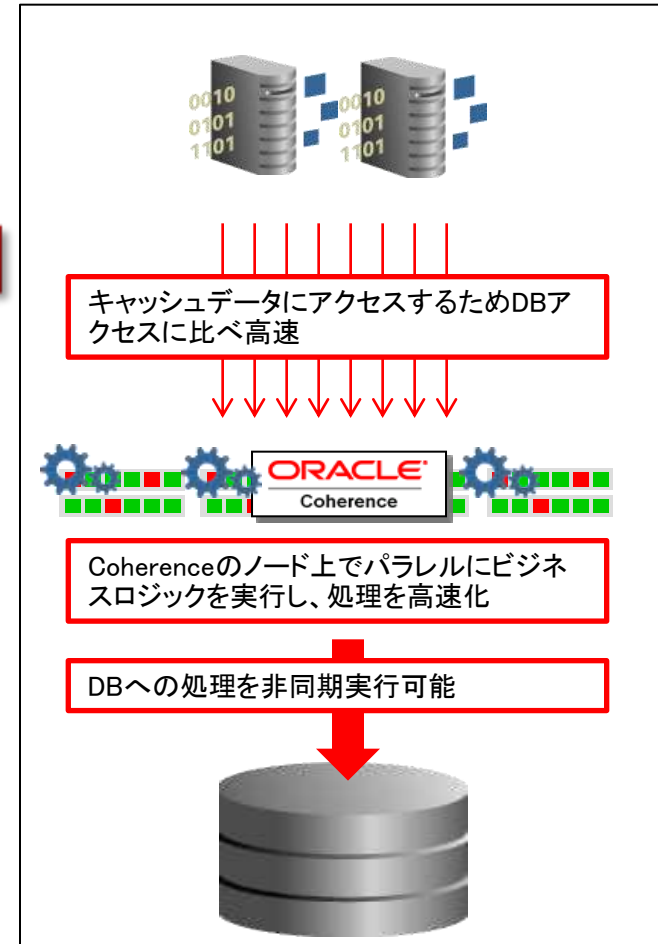 0010 0010
0101 0101
1101 1101
キャッシュデータにアクセスするためDBア
クセスに比べ高速
ORACLE
Coherence
Coherenceのノード上でパラレルにビジネ
スロジックを実行し、処理を高速化
DBへの処理を非同期実行可能